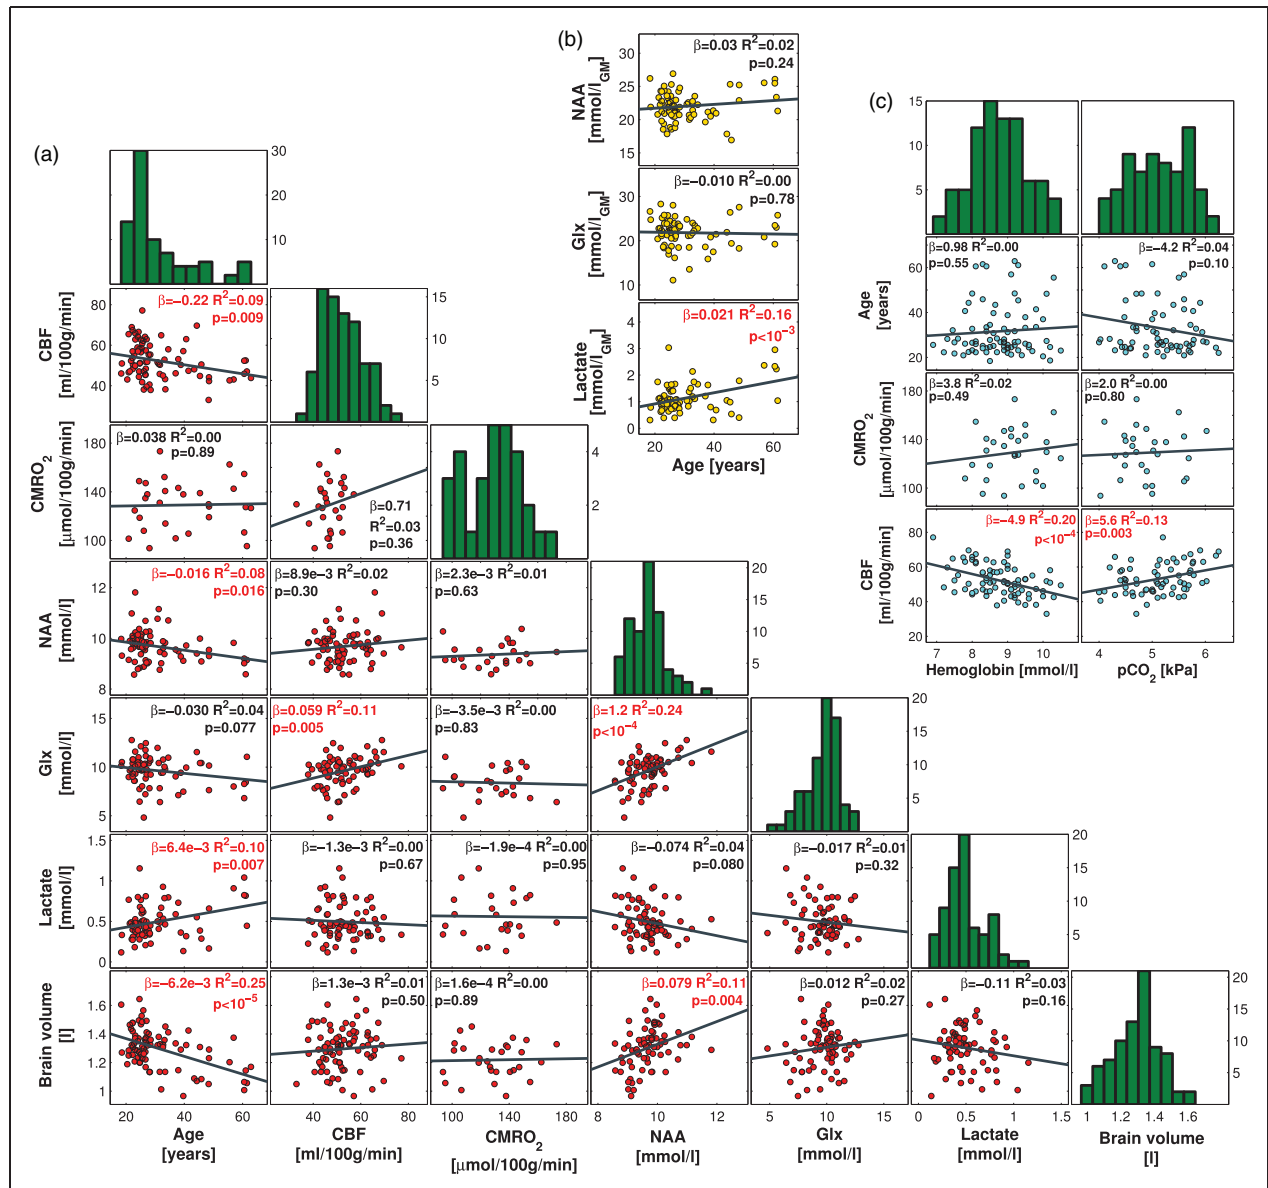 (b)
β=0.03 R²=0.02
p=0.24
30
25
20
15
NAA
[mmol/l_GM]
β=−0.010 R²=0.00
p=0.78
30
20
10
Glx
[mmol/l_GM]
β=0.021 R²=0.16
p<10⁻³
4
3
2
1
0
Lactate
[mmol/l_GM]
20 40 60
Age [years]
(c)
15
10
5
β=0.98 R²=0.00
p=0.55
β=−4.2 R²=0.04
p=0.10
60
40
20
Age
[years]
β=3.8 R²=0.02
p=0.49
β=2.0 R²=0.00
p=0.80
180
150
120
90
CMRO₂
[μmol/100g/min]
β=−4.9 R²=0.20
p<10⁻⁴
β=5.6 R²=0.13
p=0.003
80
60
40
20
CBF
[ml/100g/min]
7 8 9 10
4 5 6
Hemoglobin [mmol/l]
pCO₂ [kPa]
(a)
30
20
10
β=−0.22 R²=0.09
p=0.009
80
60
40
CBF
[ml/100g/min]
15
10
5
β=0.038 R²=0.00
p=0.89
β=0.71
R²=0.03
p=0.36
180
140
100
CMRO₂
[μmol/100g/min]
4
2
β=−0.016 R²=0.08
p=0.016
β=8.9e−3 R²=0.02
p=0.30
β=2.3e−3 R²=0.01
p=0.63
12
10
8
NAA
[mmol/l]
20
15
10
5
β=−0.030 R²=0.04
p=0.077
β=0.059 R²=0.11
p=0.005
β=−3.5e−3 R²=0.00
p=0.83
β=1.2 R²=0.24
p<10⁻⁴
15
10
5
Glx
[mmol/l]
20
15
10
5
β=6.4e−3 R²=0.10
p=0.007
β=−1.3e−3 R²=0.00
p=0.67
β=−1.9e−4 R²=0.00
p=0.95
β=−0.074 R²=0.04
p=0.080
β=−0.017 R²=0.01
p=0.32
1.5
1
0.5
0
Lactate
[mmol/l]
20
15
10
5
β=−6.2e−3 R²=0.25
p<10⁻⁵
β=1.3e−3 R²=0.01
p=0.50
β=1.6e−4 R²=0.00
p=0.89
β=0.079 R²=0.11
p=0.004
β=0.012 R²=0.02
p=0.27
β=−0.11 R²=0.03
p=0.16
1.6
1.4
1.2
1
Brain volume
[l]
20
15
10
5
20 40 60
40 60 80
100 140 180
8 10 12
5 10 15
0 0.5 1 1.5
1 1.2 1.4 1.6
Age
[years]
CBF
[ml/100g/min]
CMRO₂
[μmol/100g/min]
NAA
[mmol/l]
Glx
[mmol/l]
Lactate
[mmol/l]
Brain volume
[l]